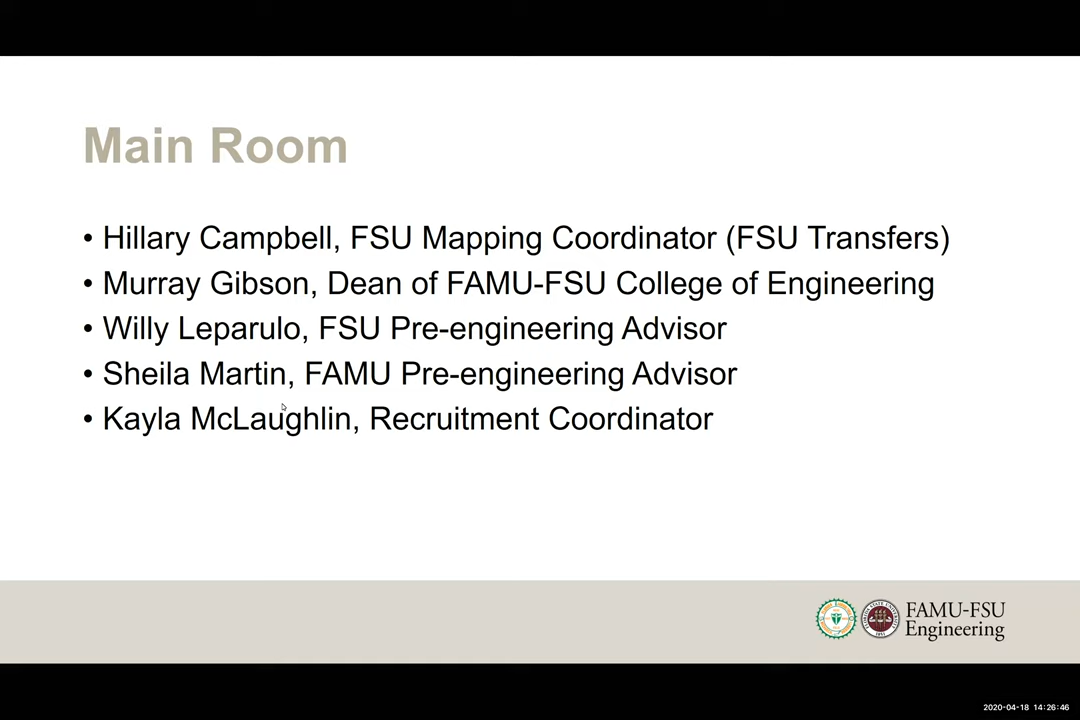 Main Room
• Hillary Campbell, FSU Mapping Coordinator (FSU Transfers)
• Murray Gibson, Dean of FAMU-FSU College of Engineering
• Willy Leparulo, FSU Pre-engineering Advisor
• Sheila Martin, FAMU Pre-engineering Advisor
• Kayla McLaughlin, Recruitment Coordinator
FAMU-FSU
Engineering
2020-04-18 14:26:46